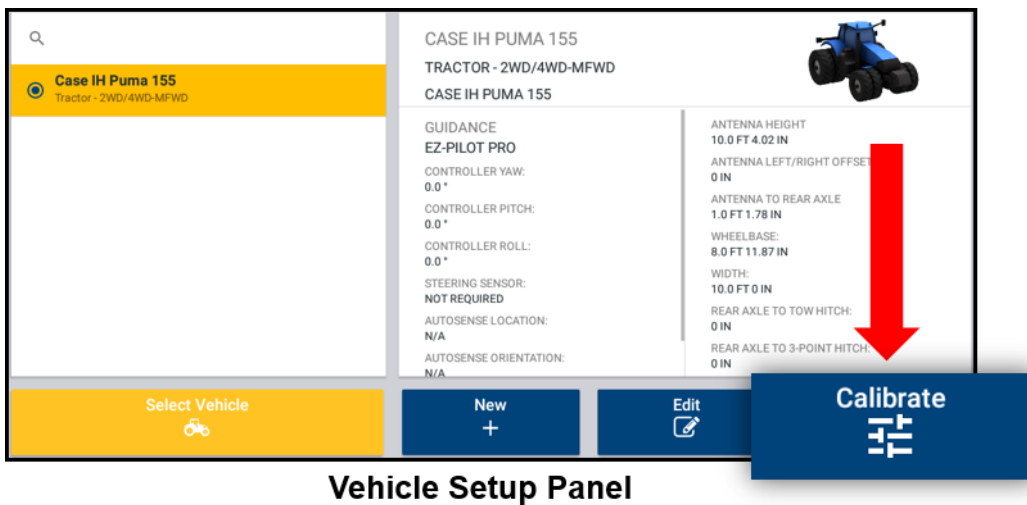 Case IH Puma 155
Tractor - 2WD/4WD-MFWD
CASE IH PUMA 155
TRACTOR - 2WD/4WD-MFWD
CASE IH PUMA 155
GUIDANCE
EZ-PILOT PRO
CONTROLLER YAW:
0.0 °
CONTROLLER PITCH:
0.0 °
CONTROLLER ROLL:
0.0 °
STEERING SENSOR:
NOT REQUIRED
AUTOSENSE LOCATION:
N/A
AUTOSENSE ORIENTATION:
N/A
ANTENNA HEIGHT
10.0 FT 4.02 IN
ANTENNA LEFT/RIGHT OFFSET
0 IN
ANTENNA TO REAR AXLE
1.0 FT 1.78 IN
WHEELBASE:
8.0 FT 11.87 IN
WIDTH:
10.0 FT 0 IN
REAR AXLE TO TOW HITCH:
0 IN
REAR AXLE TO 3-POINT HITCH:
0 IN
Select Vehicle
New
Edit
Calibrate
Vehicle Setup Panel